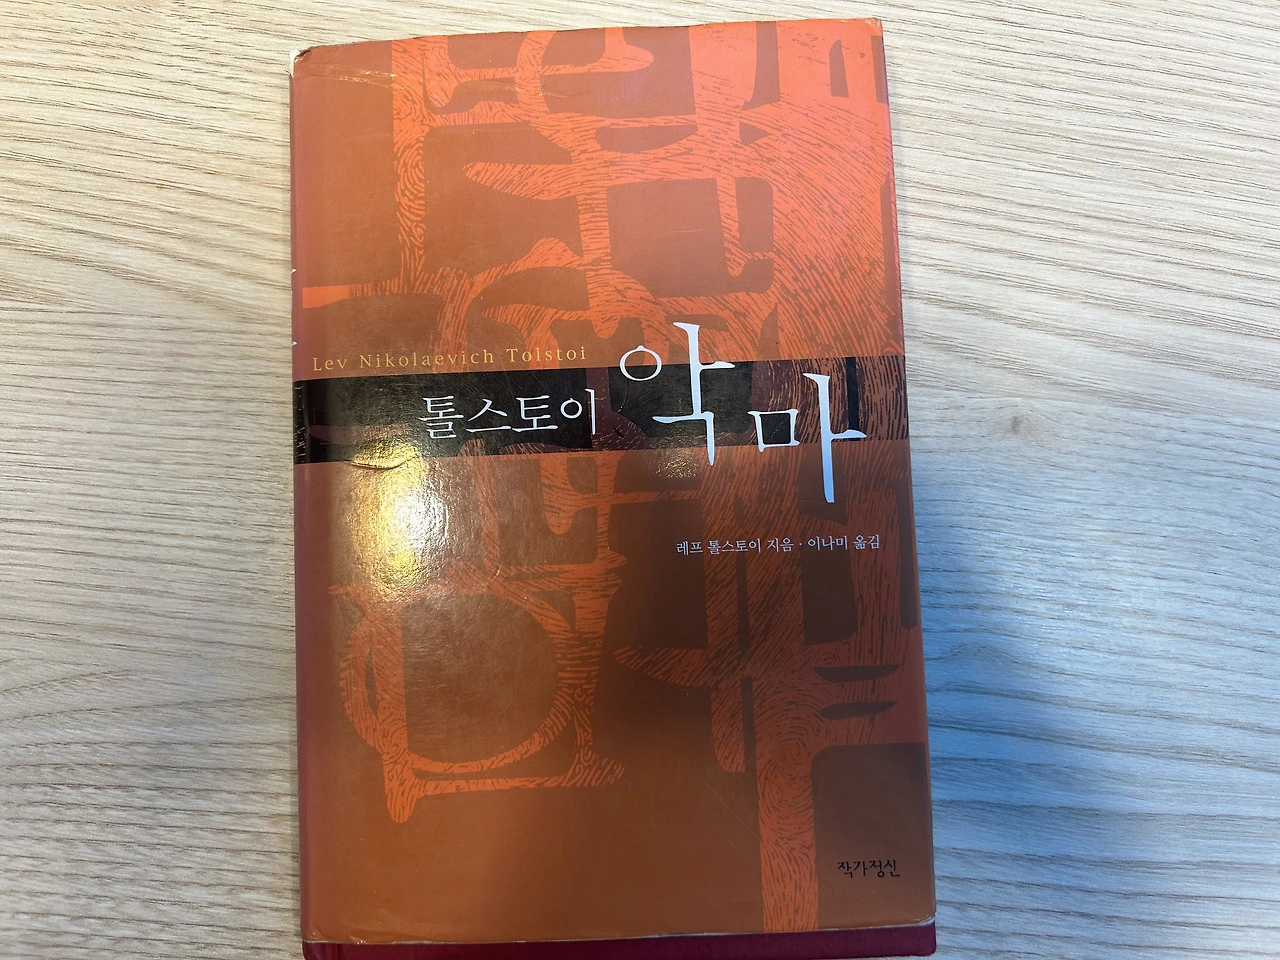 Lev Nikolaevich Tolstoi
톨스토이 악마
레프 톨스토이 지음 · 이나미 옮김
작가정신